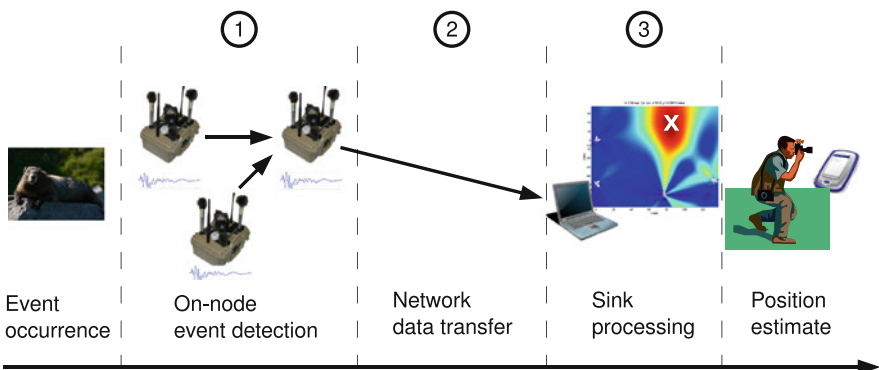 1
2
3
X
Event
occurrence
On-node
event detection
Network
data transfer
Sink
processing
Position
estimate